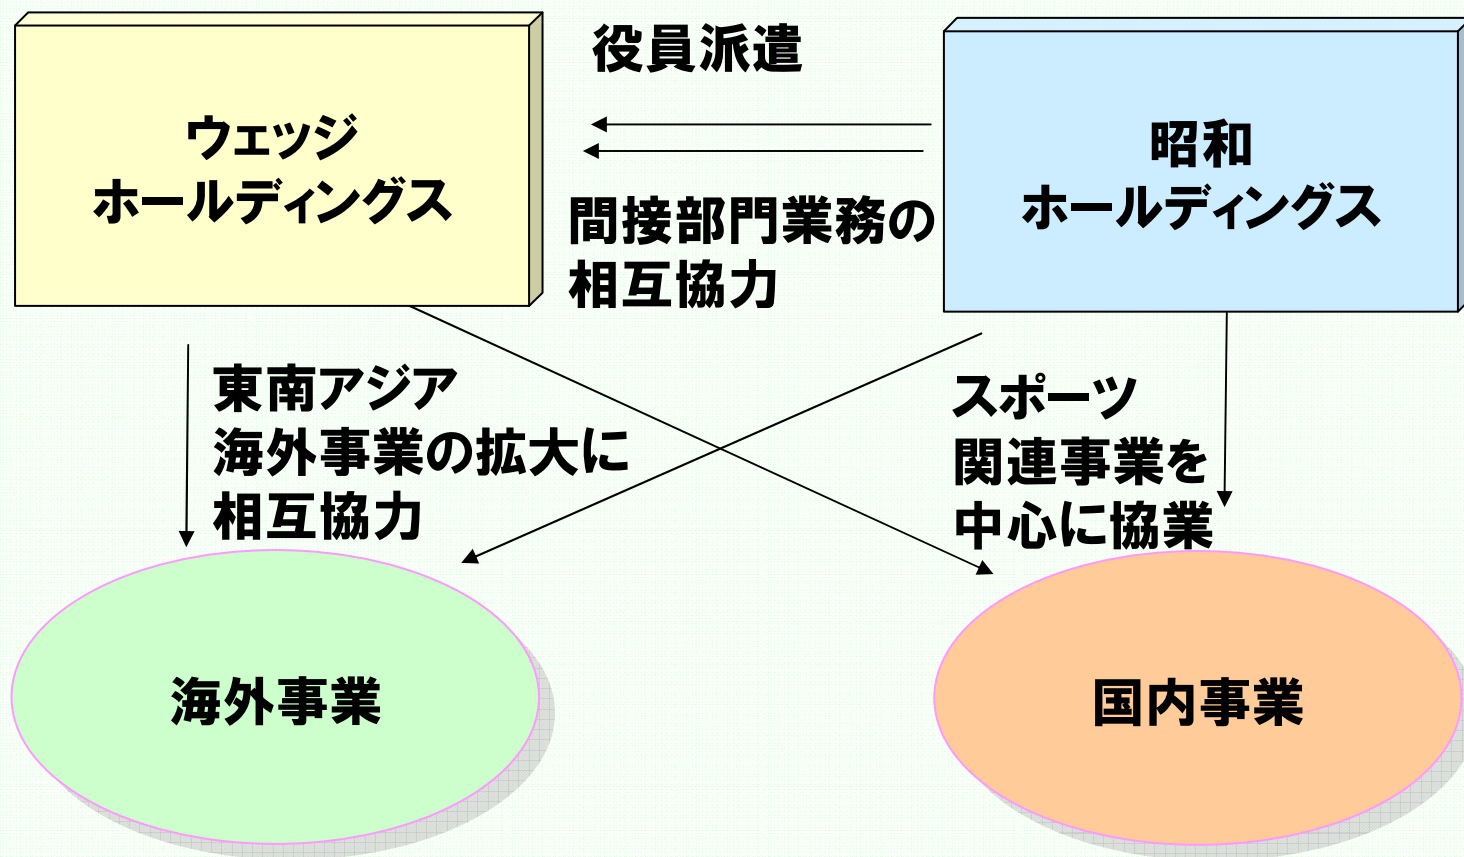 役員派遣
ウェッジ
ホールディングス
昭和
ホールディングス
間接部門業務の
相互協力
東南アジア
海外事業の拡大に
相互協力
スポーツ
関連事業を
中心に協業
海外事業
国内事業